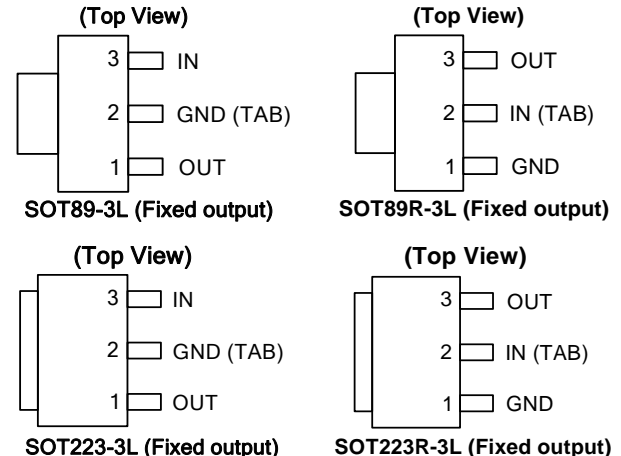 (Top View)
3 IN
2 GND (TAB)
1 OUT
SOT89-3L (Fixed output)
(Top View)
3 OUT
2 IN (TAB)
1 GND
SOT89R-3L (Fixed output)
(Top View)
3 IN
2 GND (TAB)
1 OUT
SOT223-3L (Fixed output)
(Top View)
3 OUT
2 IN (TAB)
1 GND
SOT223R-3L (Fixed output)